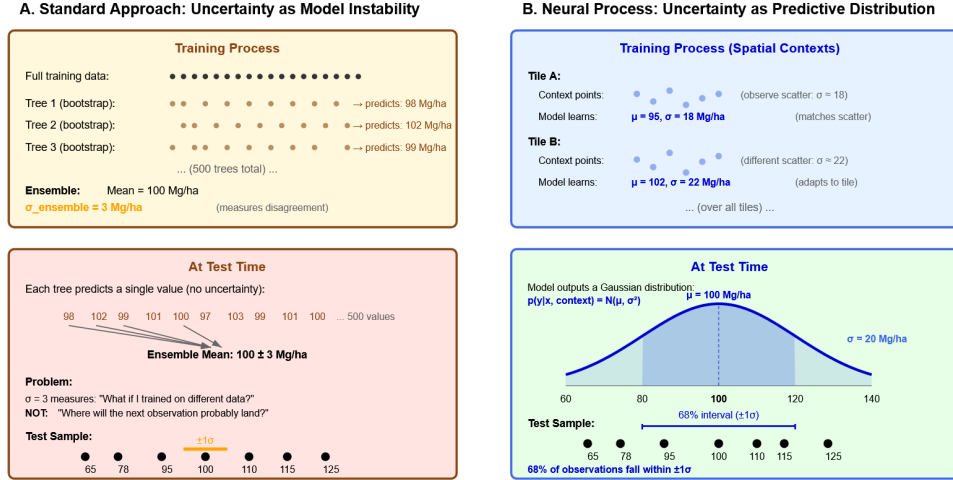 A. Standard Approach: Uncertainty as Model Instability
Training Process
Full training data:
Tree 1 (bootstrap): → predicts: 98 Mg/ha
Tree 2 (bootstrap): → predicts: 102 Mg/ha
Tree 3 (bootstrap): → predicts: 99 Mg/ha
... (500 trees total) ...
Ensemble: Mean = 100 Mg/ha
σ_ensemble = 3 Mg/ha (measures disagreement)
At Test Time
Each tree predicts a single value (no uncertainty):
98 102 99 101 100 97 103 99 101 100 ... 500 values
Ensemble Mean: 100 ± 3 Mg/ha
Problem:
σ = 3 measures: "What if I trained on different data?"
NOT: "Where will the next observation probably land?"
Test Sample:
±1σ
65 78 95 100 110 115 125
B. Neural Process: Uncertainty as Predictive Distribution
Training Process (Spatial Contexts)
Tile A:
Context points: (observe scatter: σ ≈ 18)
Model learns: μ = 95, σ = 18 Mg/ha (matches scatter)
Tile B:
Context points: (different scatter: σ ≈ 22)
Model learns: μ = 102, σ = 22 Mg/ha (adapts to tile)
... (over all tiles) ...
At Test Time
Model outputs a Gaussian distribution:
p(y|x, context) = N(μ, σ²)
μ = 100 Mg/ha
σ = 20 Mg/ha
60 80 100 120 140
68% interval (±1σ)
Test Sample:
65 78 95 100 110 115 125
68% of observations fall within ±1σ